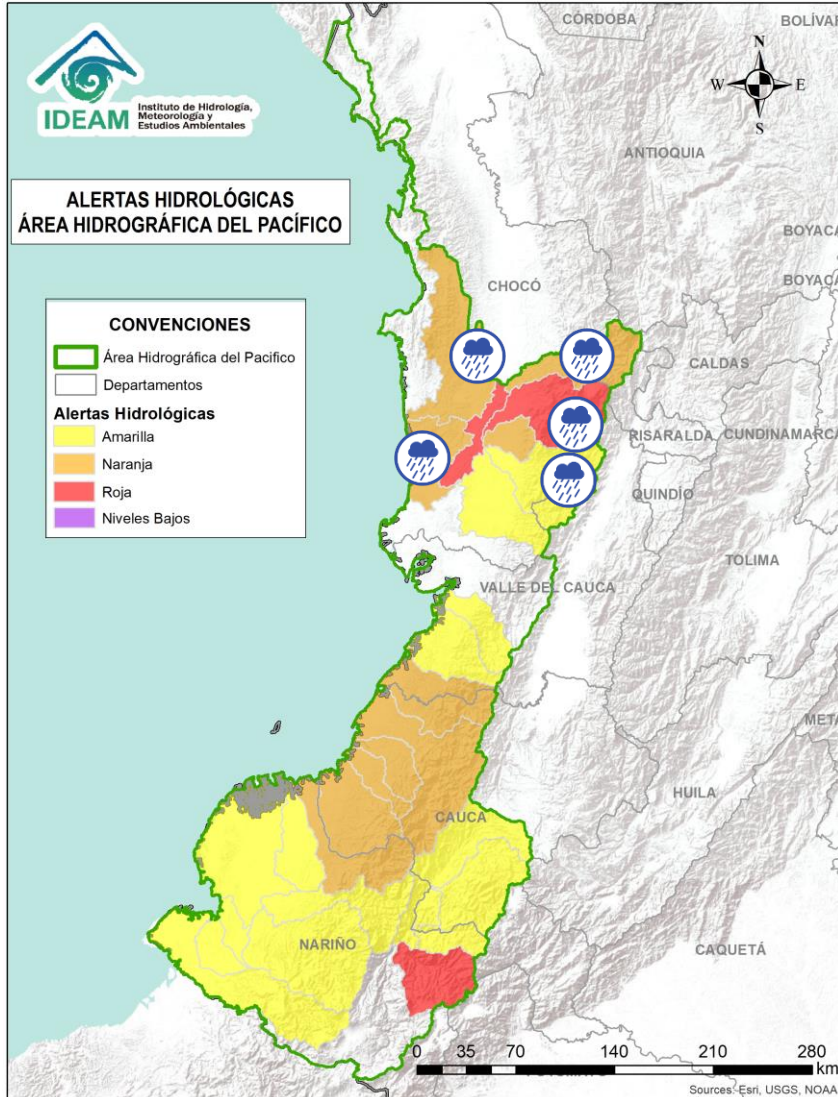 CÓRDOBA
BOLÍVAR
N
W
E
S
IDEAM
Instituto de Hidrología,
Meteorología y
Estudios Ambientales
ANTIOQUIA
ALERTAS HIDROLÓGICAS
ÁREA HIDROGRÁFICA DEL PACÍFICO
BOYACÁ
BOYACÁ
CHOCÓ
CONVENCIONES
Área Hidrográfica del Pacifico
Departamentos
Alertas Hidrológicas
Amarilla
Naranja
Roja
Niveles Bajos
CALDAS
RISARALDA
CUNDINAMARCA
QUINDÍO
TOLIMA
VALLE DEL CAUCA
META
HUILA
CAUCA
NARIÑO
CAQUETÁ
0 35 70 140 210 280
km
Sources: Esri, USGS, NOAA